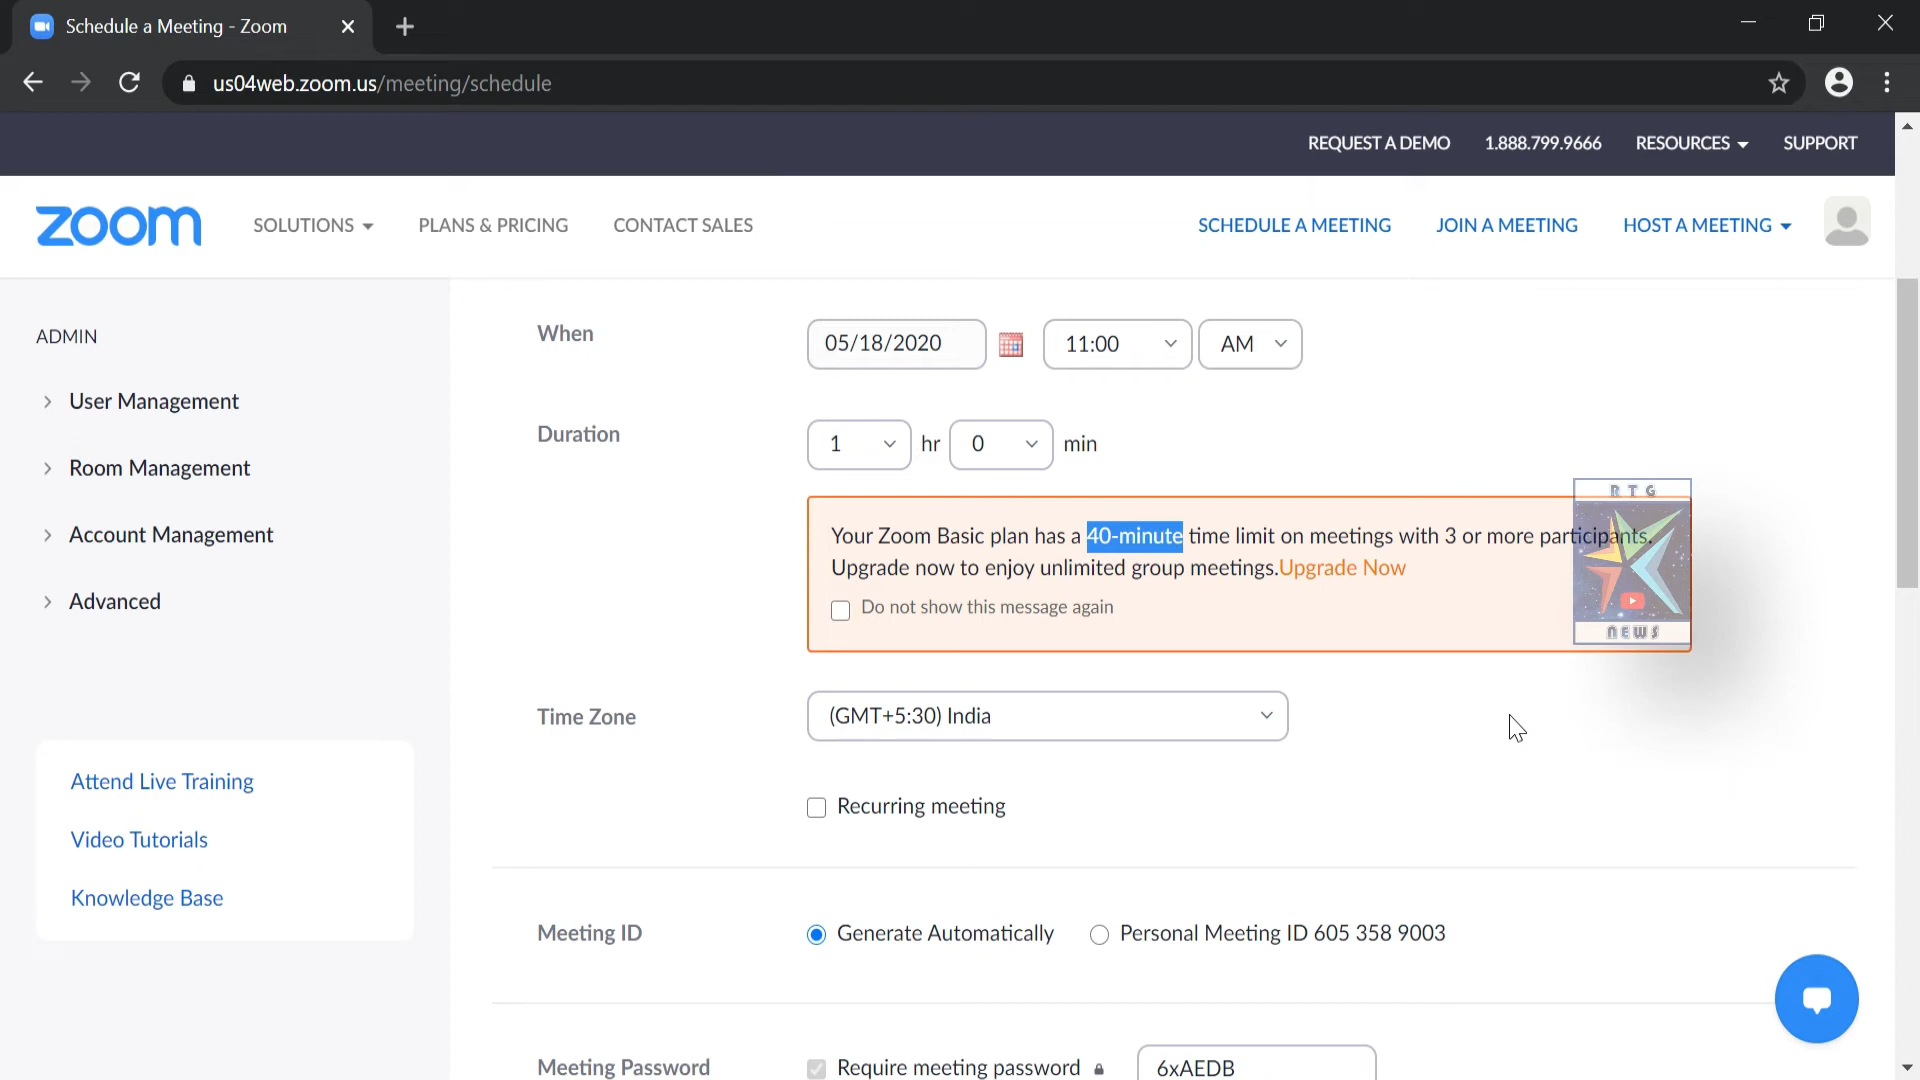 Schedule a Meeting - Zoom
us04web.zoom.us/meeting/schedule
REQUEST A DEMO 1.888.799.9666 RESOURCES SUPPORT
zoom SOLUTIONS PLANS & PRICING CONTACT SALES SCHEDULE A MEETING JOIN A MEETING HOST A MEETING
ADMIN
User Management
Room Management
Account Management
Advanced
Attend Live Training
Video Tutorials
Knowledge Base
When 05/18/2020 11:00 AM
Duration 1 hr 0 min
Your Zoom Basic plan has a 40-minute time limit on meetings with 3 or more participants.
Upgrade now to enjoy unlimited group meetings.Upgrade Now
Do not show this message again
RTG
NEWS
Time Zone (GMT+5:30) India
Recurring meeting
Meeting ID Generate Automatically Personal Meeting ID 605 358 9003
Meeting Password Require meeting password 6xAEDB